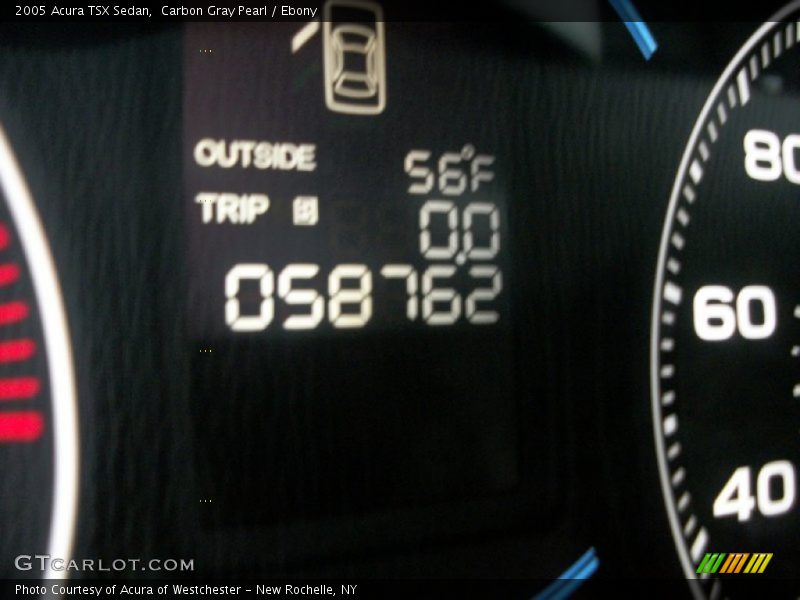 2005 Acura TSX Sedan,  Carbon Gray Pearl / Ebony
OUTSIDE 56°F
TRIP 0.0
058762
80
60
40
GTCARLOT.COM
Photo Courtesy of Acura of Westchester - New Rochelle, NY